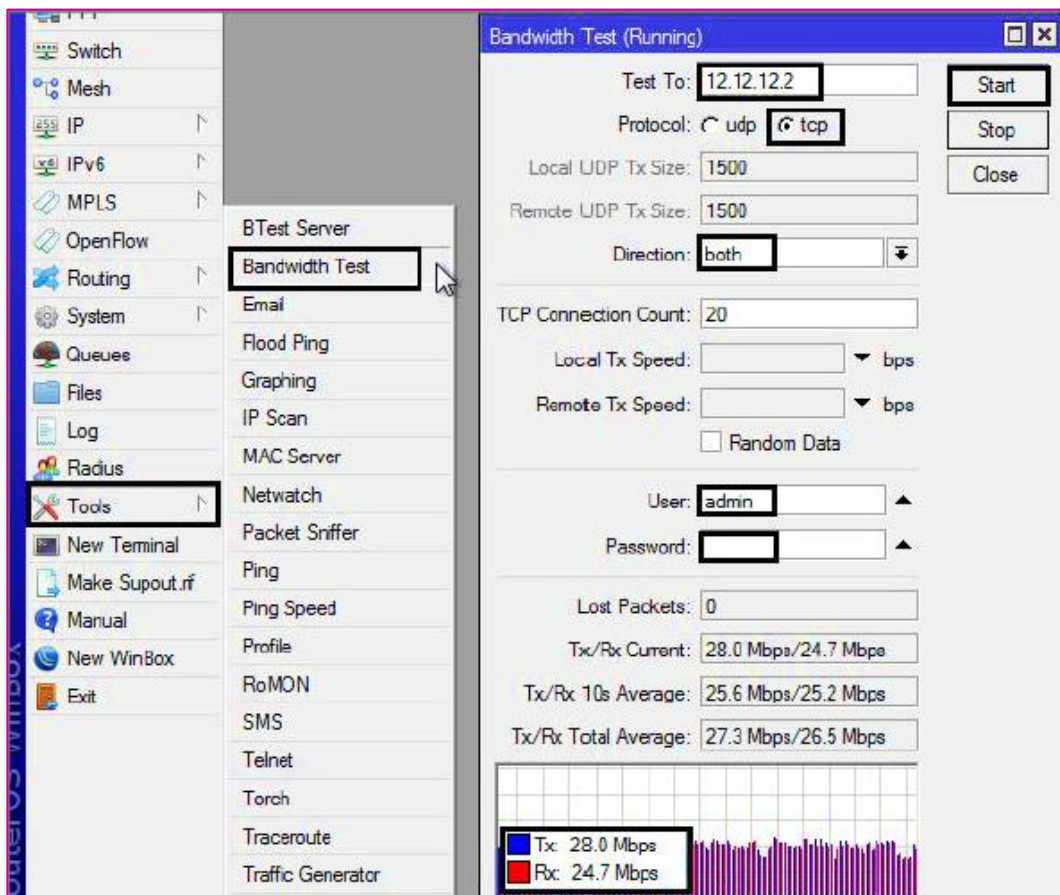 PPP
Switch
Mesh
IP
IPv6
MPLS
OpenFlow
Routing
System
Queues
Files
Log
Radius
Tools
New Terminal
Make Supout.rif
Manual
New WinBox
Exit
RouterOS WinBox
BTest Server
Bandwidth Test
Email
Flood Ping
Graphing
IP Scan
MAC Server
Netwatch
Packet Sniffer
Ping
Ping Speed
Profile
RoMON
SMS
Telnet
Torch
Traceroute
Traffic Generator
Bandwidth Test (Running)
Test To: 12.12.12.2
Protocol: udp tcp
Local UDP Tx Size: 1500
Remote UDP Tx Size: 1500
Direction: both
TCP Connection Count: 20
Local Tx Speed: bps
Remote Tx Speed: bps
Random Data
User: admin
Password:
Lost Packets: 0
Tx/Rx Current: 28.0 Mbps/24.7 Mbps
Tx/Rx 10s Average: 25.6 Mbps/25.2 Mbps
Tx/Rx Total Average: 27.3 Mbps/26.5 Mbps
Tx: 28.0 Mbps
Rx: 24.7 Mbps
Start
Stop
Close